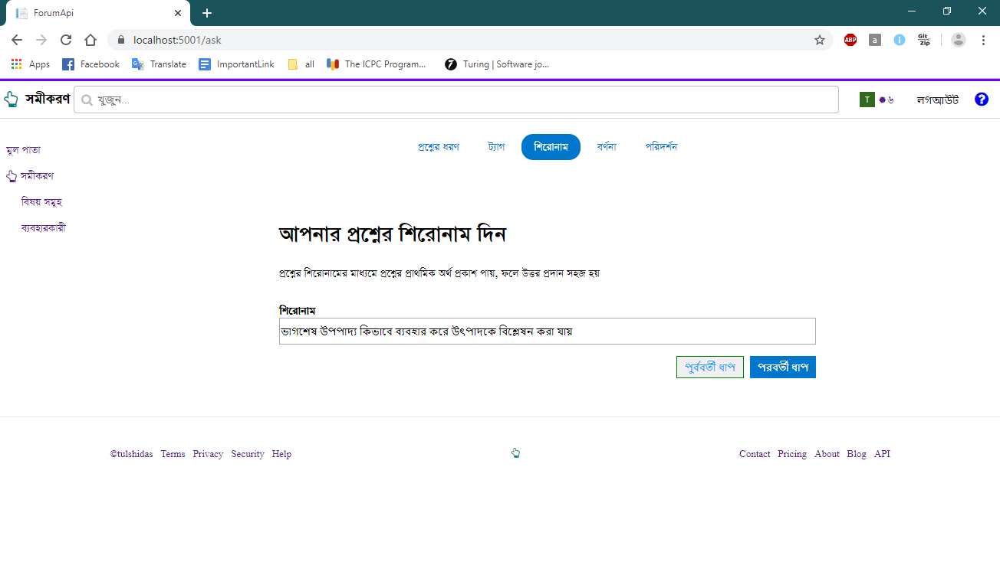 ForumApi
localhost:5001/ask
ABP a i Git Zip
Apps Facebook Translate ImportantLink all The ICPC Program... Turing | Software jo...
সমীকরণ খুজুন... T ৬ লগআউট ?
মুল পাতা
সমীকরণ
বিষয় সমুহ
ব্যবহারকারী
প্রশ্নের ধরণ ট্যাগ শিরোনাম বর্ণনা পরিদর্শন
আপনার প্রশ্নের শিরোনাম দিন
প্রশ্নের শিরোনামের মাধ্যমে প্রশ্নের প্রাথমিক অর্থ প্রকাশ পায়, ফলে উত্তর প্রদান সহজ হয়
শিরোনাম
ভাগশেষ উপপাদ্য কিভাবে ব্যবহার করে উৎপাদকে বিশ্লেষন করা যায়
পুর্ববর্তী ধাপ পরবর্তী ধাপ
©tulshidas Terms Privacy Security Help Contact Pricing About Blog API